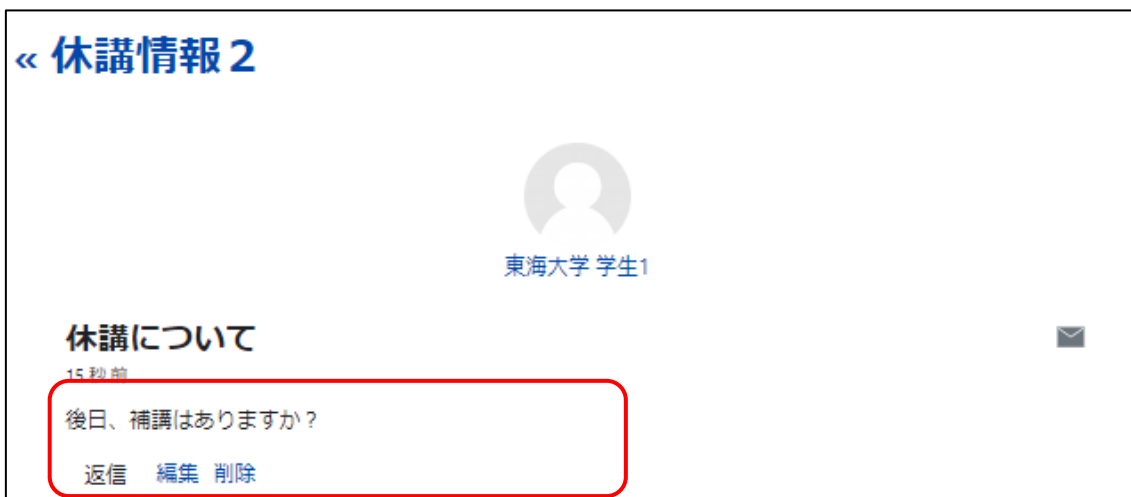 « 休講情報２
東海大学 学生1
休講について
15 秒前
後日、補講はありますか？
返信 編集 削除